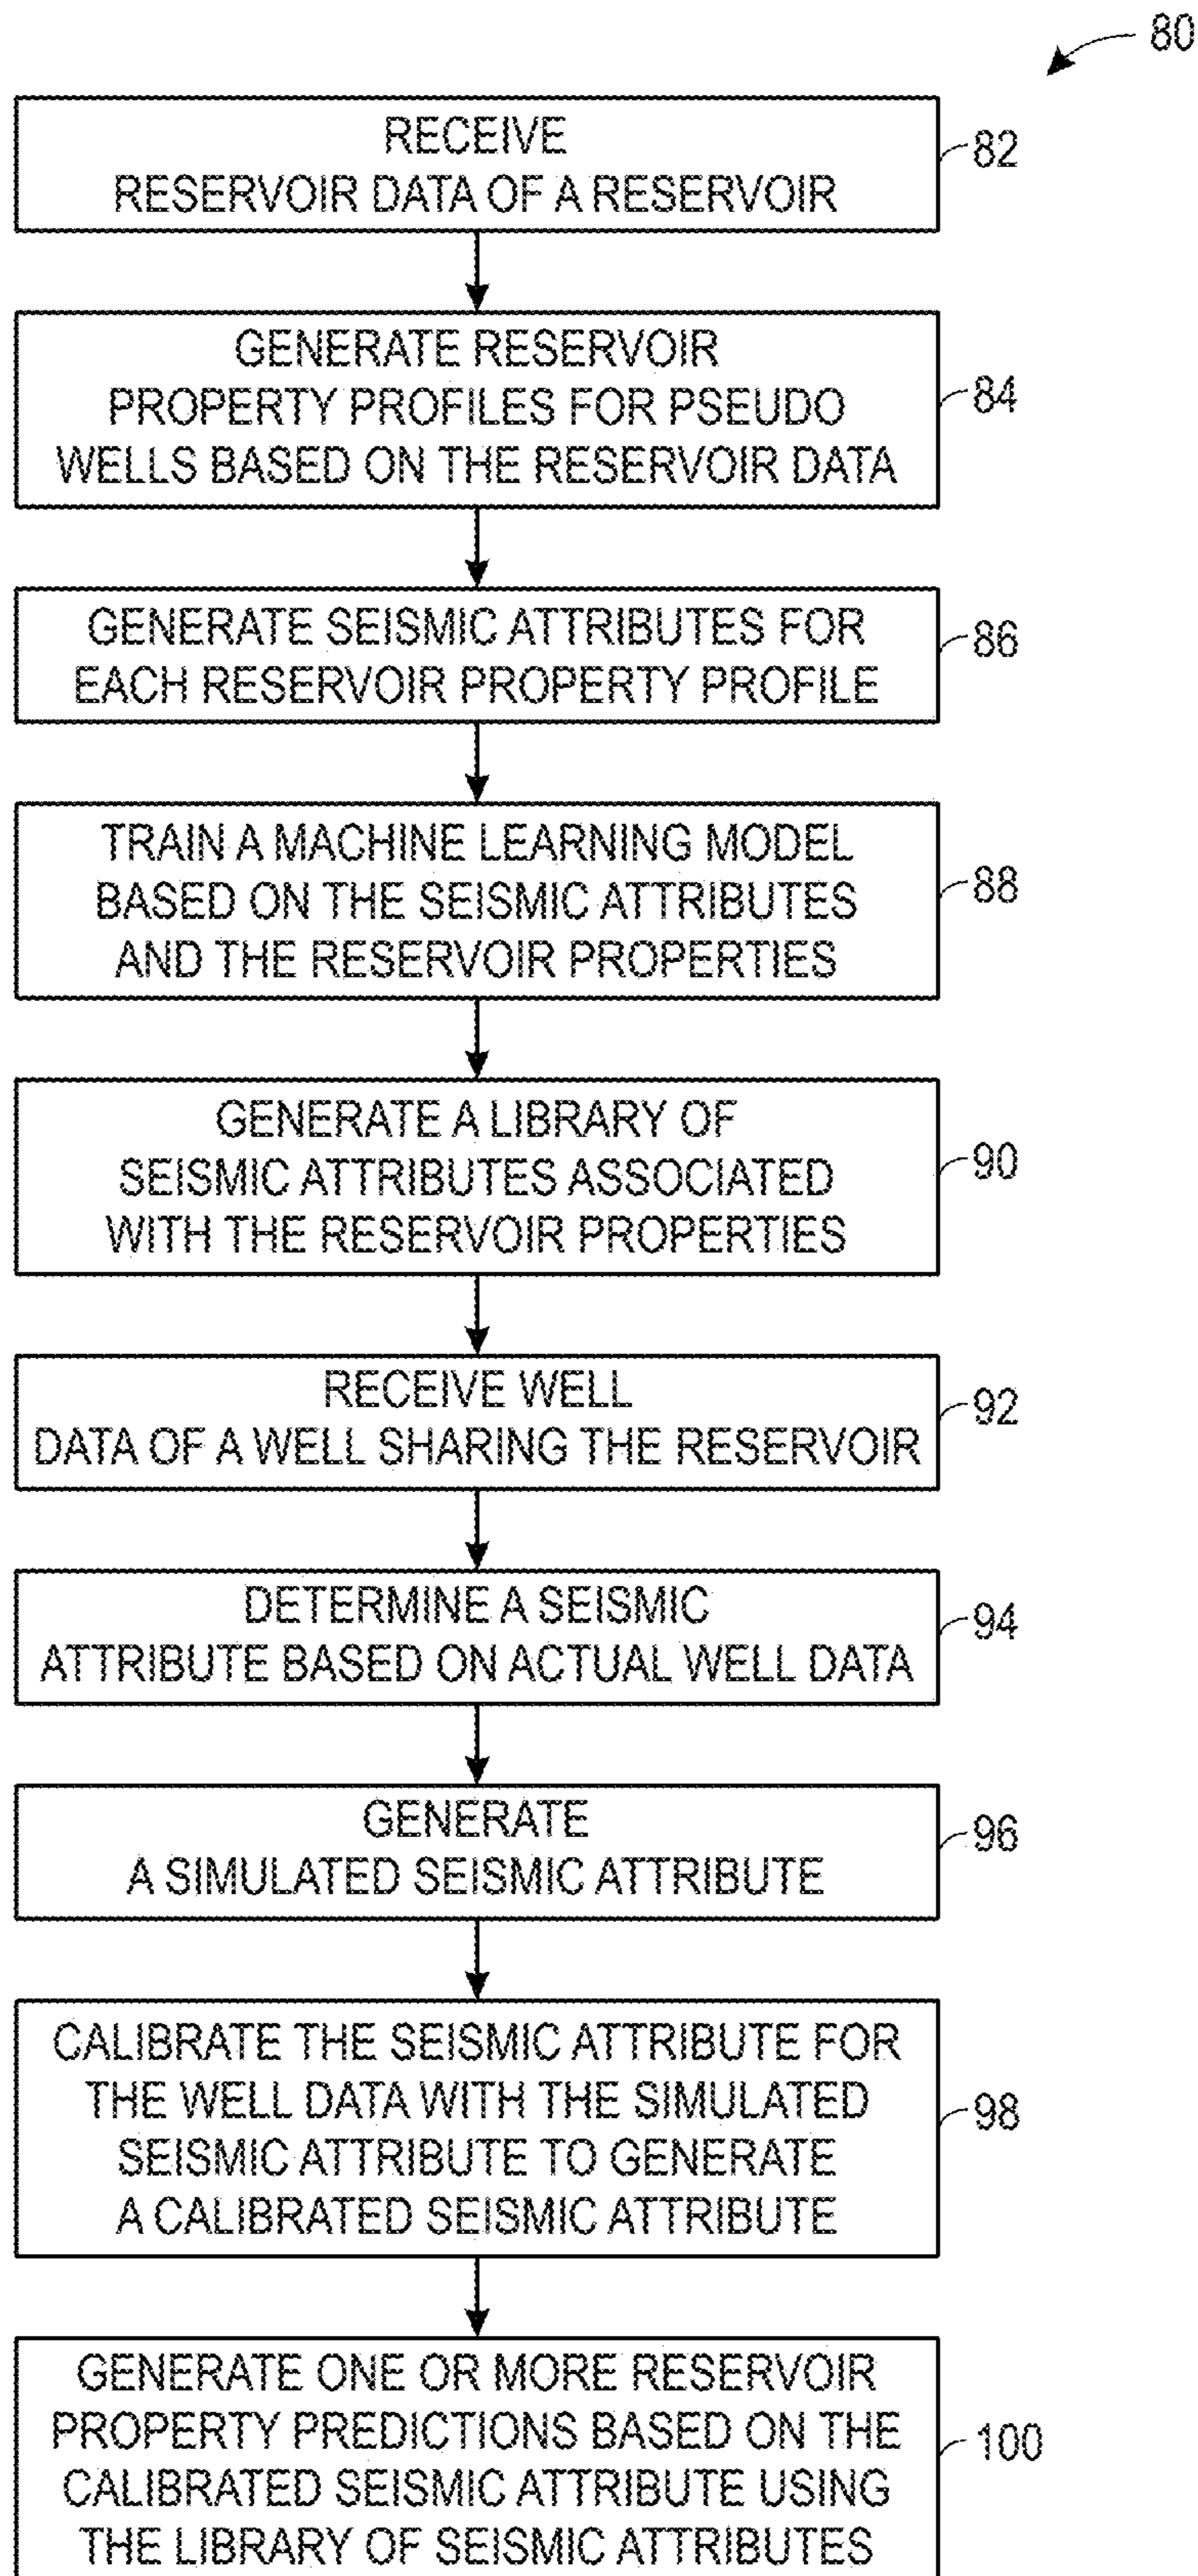 80
RECEIVE
RESERVOIR DATA OF A RESERVOIR
82
GENERATE RESERVOIR
PROPERTY PROFILES FOR PSEUDO
WELLS BASED ON THE RESERVOIR DATA
84
GENERATE SEISMIC ATTRIBUTES FOR
EACH RESERVOIR PROPERTY PROFILE
86
TRAIN A MACHINE LEARNING MODEL
BASED ON THE SEISMIC ATTRIBUTES
AND THE RESERVOIR PROPERTIES
88
GENERATE A LIBRARY OF
SEISMIC ATTRIBUTES ASSOCIATED
WITH THE RESERVOIR PROPERTIES
90
RECEIVE WELL
DATA OF A WELL SHARING THE RESERVOIR
92
DETERMINE A SEISMIC
ATTRIBUTE BASED ON ACTUAL WELL DATA
94
GENERATE
A SIMULATED SEISMIC ATTRIBUTE
96
CALIBRATE THE SEISMIC ATTRIBUTE FOR
THE WELL DATA WITH THE SIMULATED
SEISMIC ATTRIBUTE TO GENERATE
A CALIBRATED SEISMIC ATTRIBUTE
98
GENERATE ONE OR MORE RESERVOIR
PROPERTY PREDICTIONS BASED ON THE
CALIBRATED SEISMIC ATTRIBUTE USING
THE LIBRARY OF SEISMIC ATTRIBUTES
100